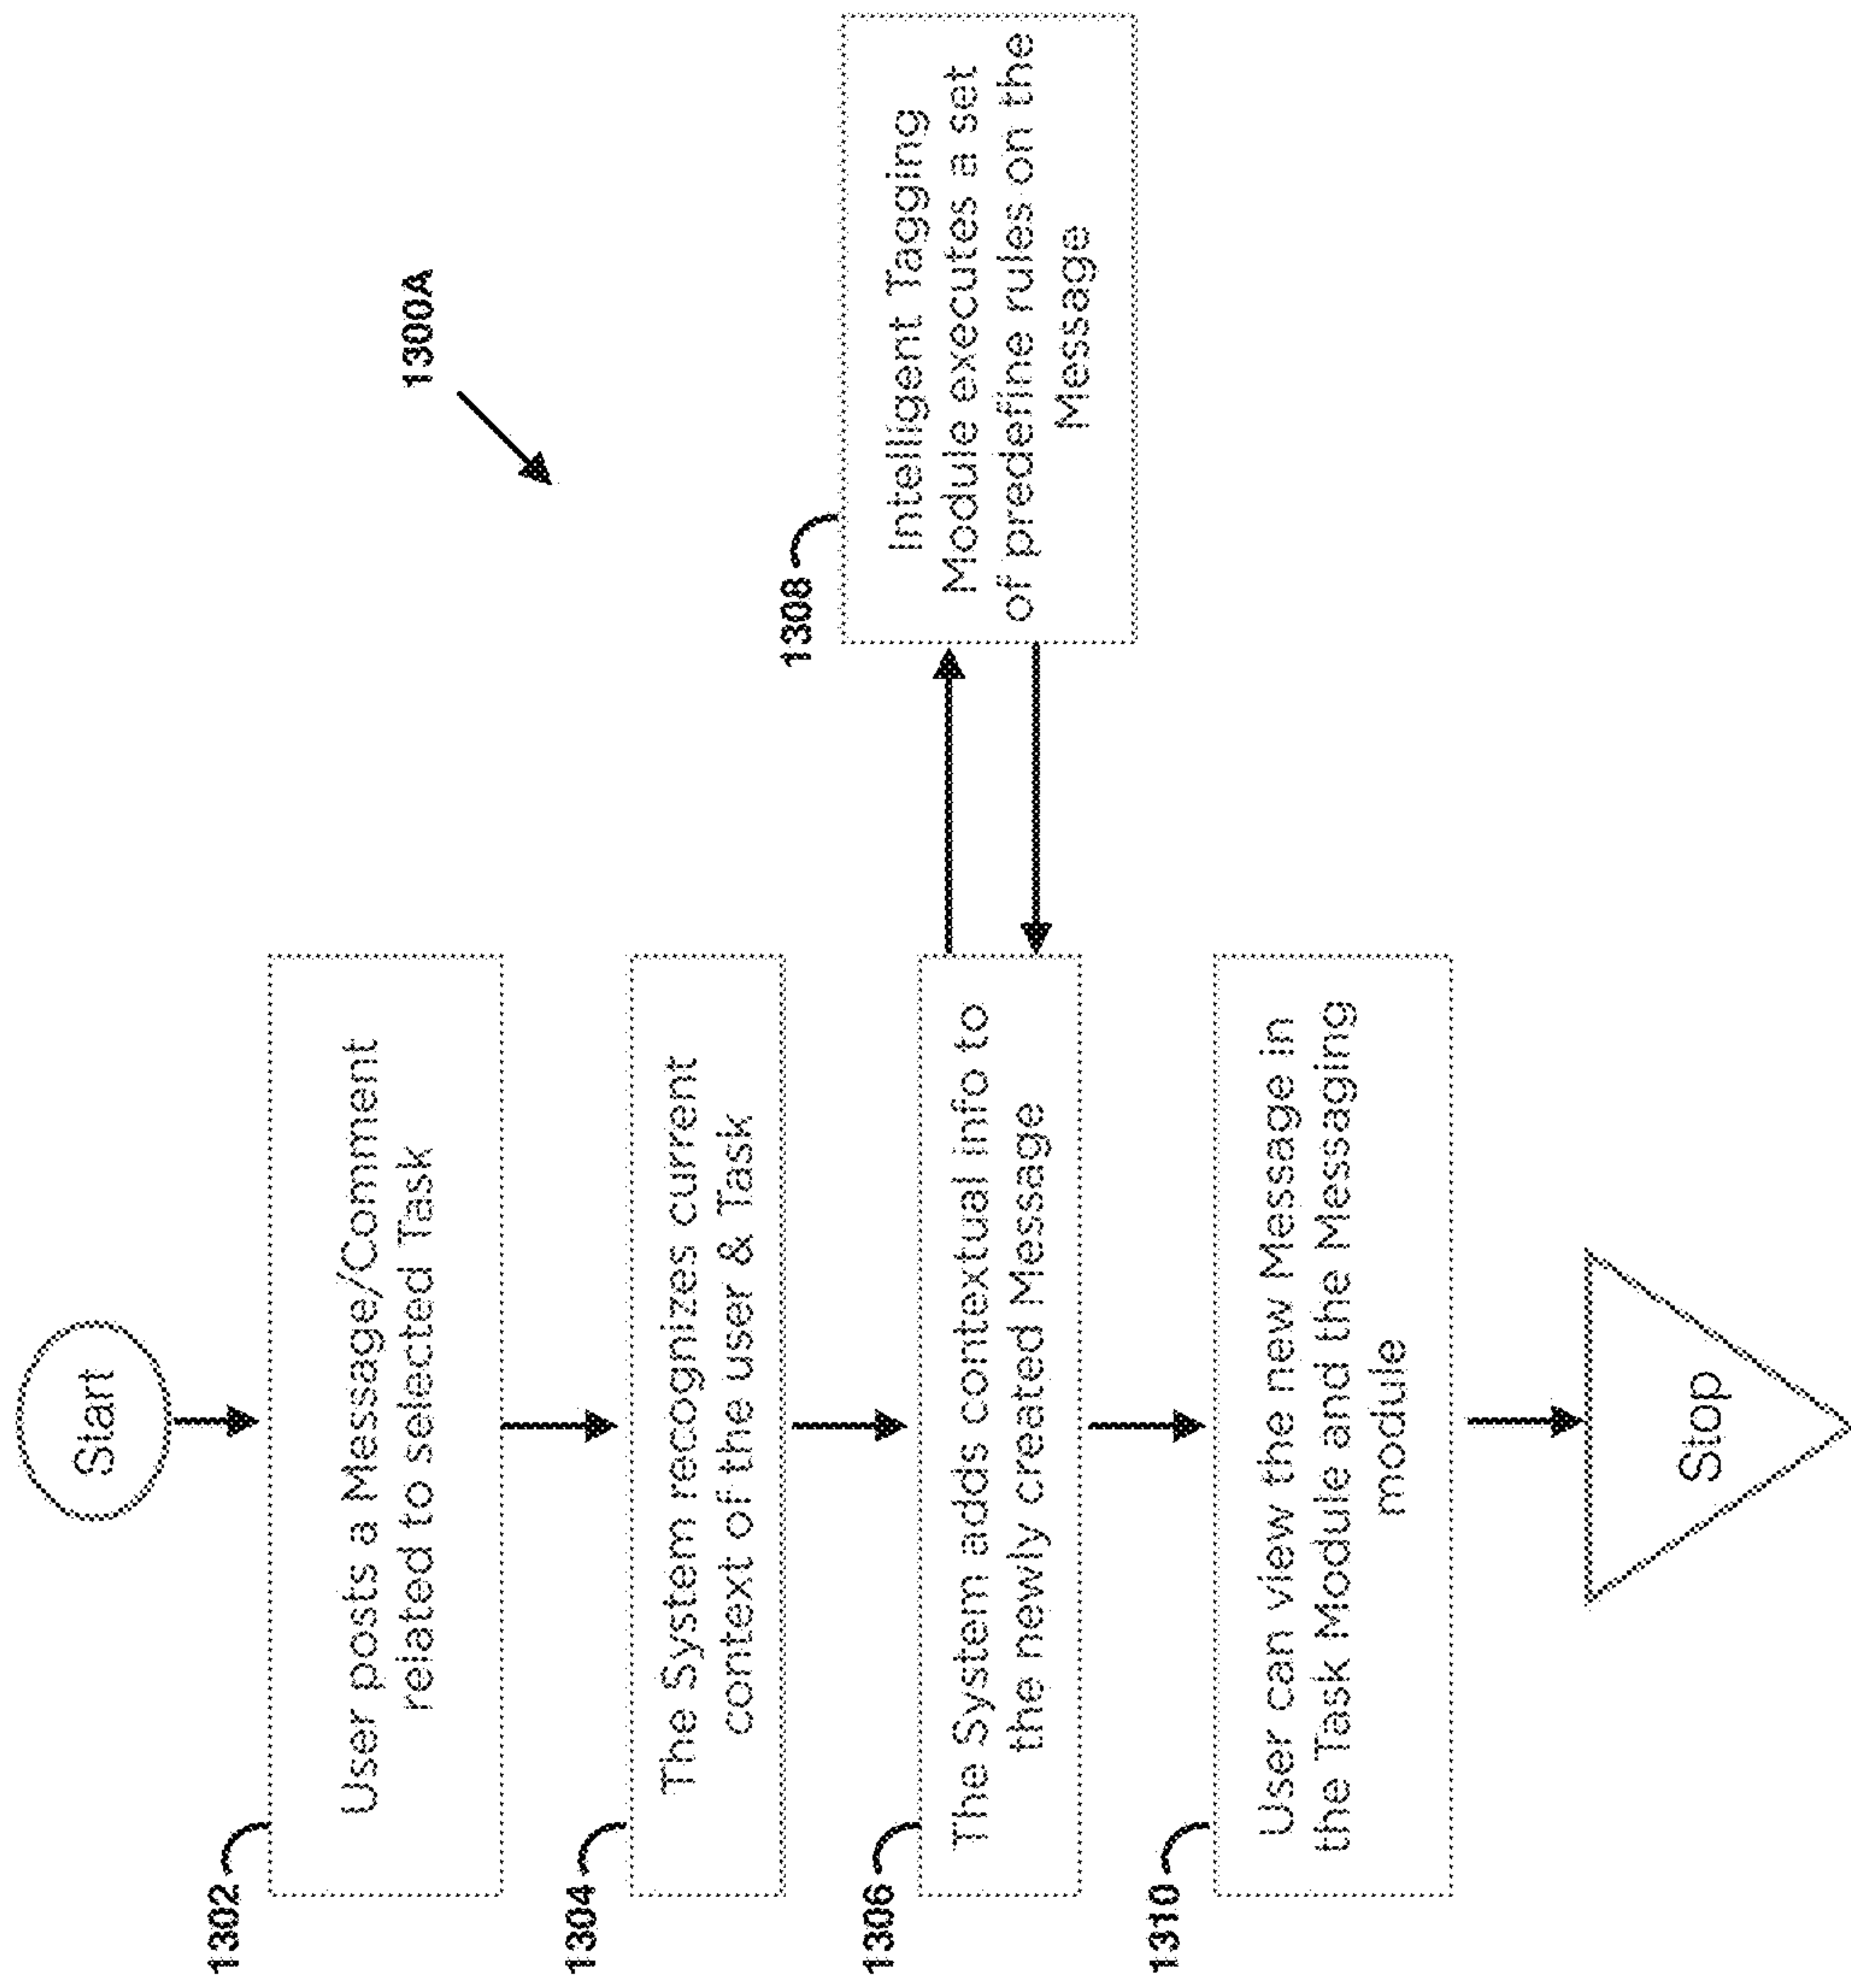 1300A
Start
1302
User posts a Message/Comment
related to selected Task
1304
The System recognizes current
context of the user & Task
1306
The System adds contextual info to
the newly created Message
1308
Intelligent Tagging
Module executes a set
of predefine rules on the
Message
1310
User can view the new Message in
the Task Module and the Messaging
module
Stop